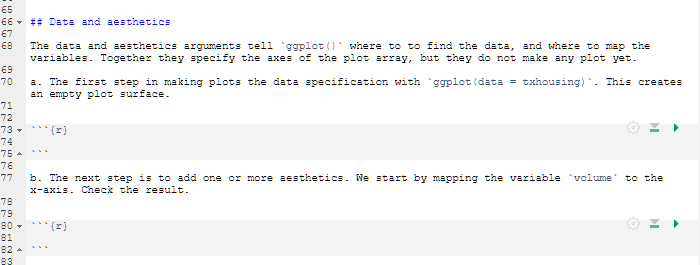 65
66 ## Data and aesthetics
67
68 The data and aesthetics arguments tell `ggplot()` where to to find the data, and where to map the
variables. Together they specify the axes of the plot array, but they do not make any plot yet.
69
70 a. The first step in making plots the data specification with `ggplot(data = txhousing)`. This creates
an empty plot surface.
71
72
73 ```{r}
74
75 ```
76
77 b. The next step is to add one or more aesthetics. We start by mapping the variable `volume` to the
x-axis. Check the result.
78
79
80 ```{r}
81
82 ```
83